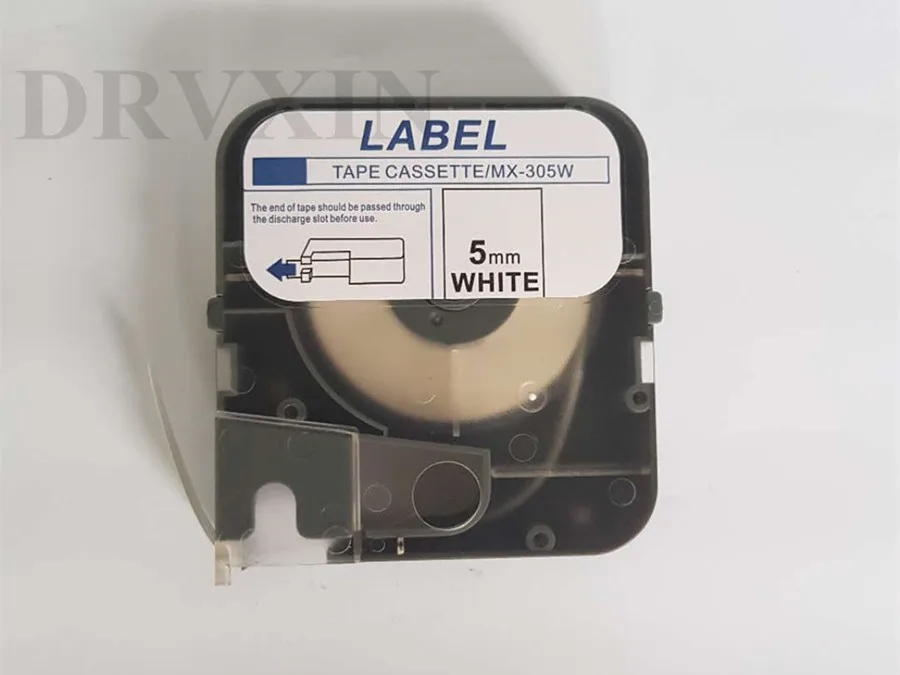 DRVXIN
LABEL
TAPE CASSETTE/MX-305W
The end of tape should be passed through
the discharge slot before use.
5mm
WHITE